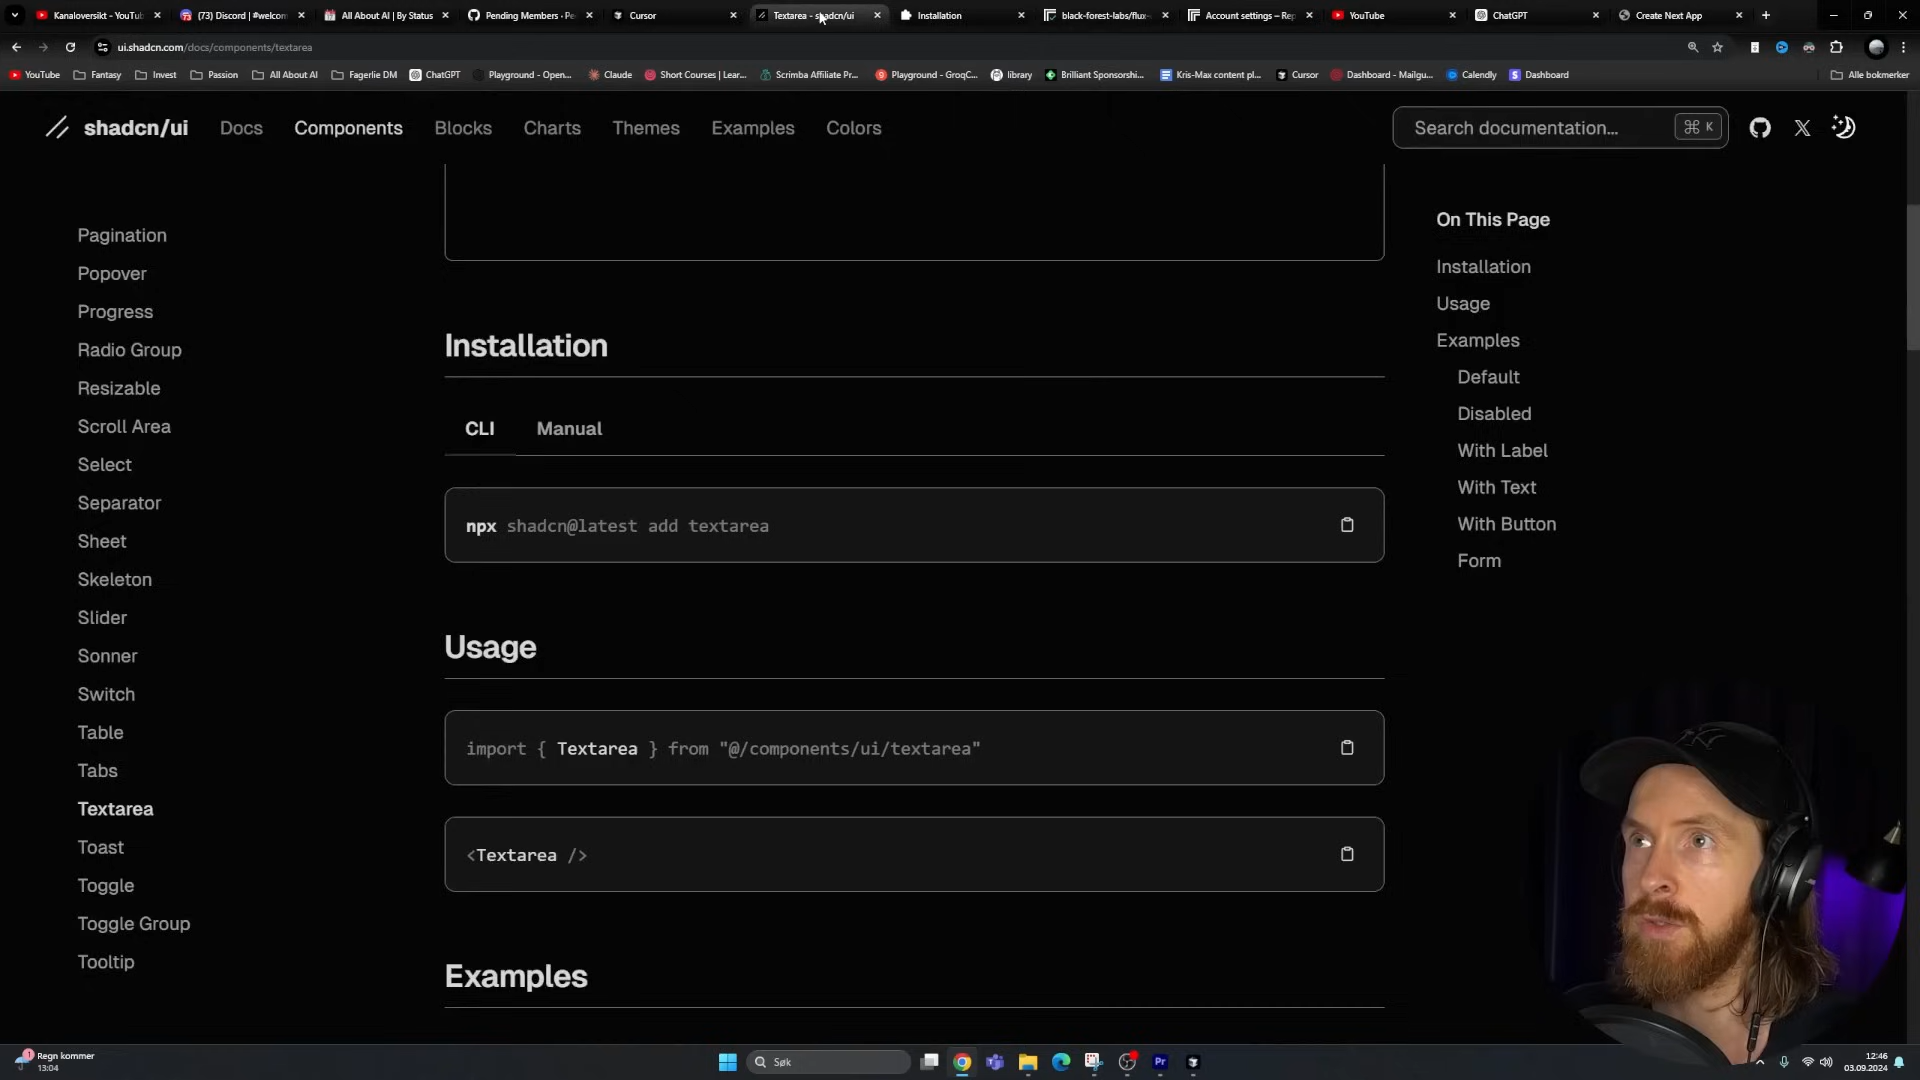 Kanaloversikt - YouTu
(73) Discord | #welcom
All About AI | By Status
Pending Members · Pe
Cursor
Textarea - shadcn/ui
Installation
black-forest-labs/flux-
Account settings – Rep
YouTube
ChatGPT
Create Next App
ui.shadcn.com/docs/components/textarea
YouTube
Fantasy
Invest
Passion
All About AI
Fagerlie DM
ChatGPT
Playground - Open...
Claude
Short Courses | Lear...
Scrimba Affiliate Pr...
Playground - GroqC...
library
Brilliant Sponsorshi...
Kris-Max content pl...
Cursor
Dashboard - Mailgu...
Calendly
Dashboard
Alle bokmerker
shadcn/ui
Docs
Components
Blocks
Charts
Themes
Examples
Colors
Search documentation...
⌘ K
Pagination
Popover
Progress
Radio Group
Resizable
Scroll Area
Select
Separator
Sheet
Skeleton
Slider
Sonner
Switch
Table
Tabs
Textarea
Toast
Toggle
Toggle Group
Tooltip
Installation
CLI
Manual
npx shadcn@latest add textarea
Usage
import { Textarea } from "@/components/ui/textarea"
<Textarea />
Examples
On This Page
Installation
Usage
Examples
Default
Disabled
With Label
With Text
With Button
Form
1
Regn kommer
13:04
Søk
Pr
12:46
03.09.2024